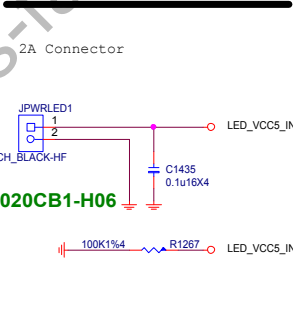 2A Connector
JPWRLED1
1
2
LED_VCC5_IN
CH_BLACK-HF
C1435
0.1u16X4
020CB1-H06
100K1%4
R1267
LED_VCC5_IN